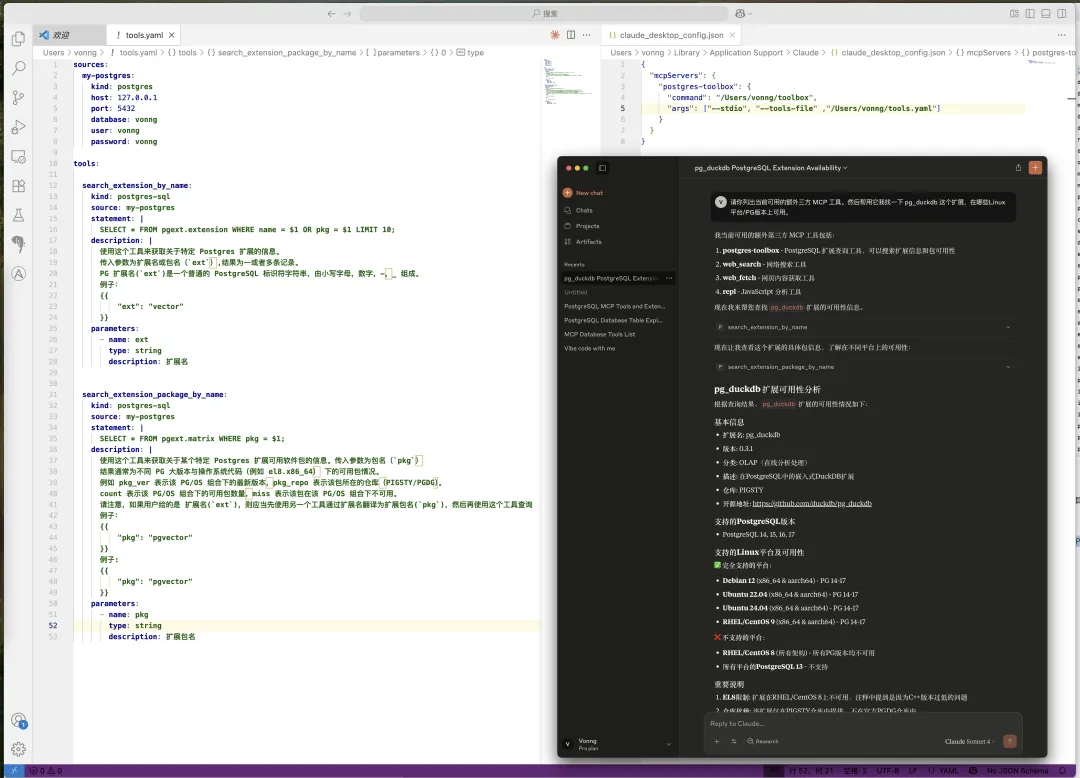 搜索
欢迎
! tools.yaml ×
Users > vonng > ! tools.yaml > {} tools > {} search_extension_package_by_name > [ ] parameters > {} 0 > type
1 sources:
2 my-postgres:
3 kind: postgres
4 host: 127.0.0.1
5 port: 5432
6 database: vonng
7 user: vonng
8 password: vonng
9
10 tools:
11
12 search_extension_by_name:
13 kind: postgres-sql
14 source: my-postgres
15 statement: |
16 SELECT * FROM pgext.extension WHERE name = $1 OR pkg = $1 LIMIT 10;
17 description: |
18 使用这个工具来获取关于特定 Postgres 扩展的信息。
19 传入参数为扩展名或包名（`ext`）,结果为一或者多条记录。
20 PG 扩展名(`ext`)是一个普通的 PostgreSQL 标识符字符串，由小写字母，数字，-,_ 组成。
21 例子：
22 {{
23 "ext": "vector"
24 }}
25 parameters:
26 - name: ext
27 type: string
28 description: 扩展名
29
30
31 search_extension_package_by_name:
32 kind: postgres-sql
33 source: my-postgres
34 statement: |
35 SELECT * FROM pgext.matrix WHERE pkg = $1;
36 description: |
37 使用这个工具来获取关于某个特定 Postgres 扩展可用软件包的信息。传入参数为包名（`pkg`）
38 结果通常为不同 PG 大版本与操作系统代码（例如 el8.x86_64） 下的可用包情况。
39 例如 pkg_ver 表示该 PG/OS 组合下的最新版本，pkg_repo 表示该包所在的仓库（PIGSTY/PGDG）。
40 count 表示该 PG/OS 组合下的可用包数量，miss 表示该包在该 PG/OS 组合下不可用。
41 请注意，如果用户给的是 扩展名(`ext`)，则应当先使用另一个工具通过扩展名翻译为扩展包名(`pkg`)，然后再使用这个工具查询
42 例子：
43 {{
44 "pkg": "pgvector"
45 }}
46 例子：
47 {{
48 "pkg": "pgvector"
49 }}
50 parameters:
51 - name: pkg
52 type: string
53 description: 扩展包名
{} claude_desktop_config.json ×
Users > vonng > Library > Application Support > Claude > {} claude_desktop_config.json > {} mcpServers > {} postgres-to
1 {
2 "mcpServers": {
3 "postgres-toolbox": {
4 "command": "/Users/vonng/toolbox",
5 "args": ["--stdio", "--tools-file" ,"/Users/vonng/tools.yaml"]
6 }
7 }
8 }
pg_duckdb PostgreSQL Extension Availability
New chat
Chats
Projects
Artifacts
Recents
pg_duckdb PostgreSQL Extension ...
Untitled
PostgreSQL MCP Tools and Exten...
PostgreSQL Database Table Expl...
MCP Database Tools List
Vibe code with me
V
Vonng
Pro plan
V 请你列出当前可用的额外三方 MCP 工具。然后帮用它我找一下 pg_duckdb 这个扩展，在哪些Linux
平台/PG版本上可用。
我当前可用的额外第三方 MCP 工具包括：
1. postgres-toolbox - PostgreSQL 扩展查询工具，可以搜索扩展信息和包可用性
2. web_search - 网络搜索工具
3. web_fetch - 网页内容获取工具
4. repl - JavaScript 分析工具
现在我来帮您查找 pg_duckdb 扩展的可用性信息。
P search_extension_by_name
现在让我查看这个扩展的具体包信息，了解在不同平台上的可用性：
P search_extension_package_by_name
pg_duckdb 扩展可用性分析
根据查询结果，pg_duckdb 扩展的可用性情况如下：
基本信息
• 扩展名: pg_duckdb
• 版本: 0.3.1
• 分类: OLAP（在线分析处理）
• 描述: 在PostgreSQL中的嵌入式DuckDB扩展
• 仓库: PIGSTY
• 开源地址: https://github.com/duckdb/pg_duckdb
支持的PostgreSQL版本
• PostgreSQL 14, 15, 16, 17
支持的Linux平台及可用性
✅ 完全支持的平台：
• Debian 12 (x86_64 & aarch64) - PG 14-17
• Ubuntu 22.04 (x86_64 & aarch64) - PG 14-17
• Ubuntu 24.04 (x86_64 & aarch64) - PG 14-17
• RHEL/CentOS 9 (x86_64 & aarch64) - PG 14-17
❌ 不支持的平台：
• RHEL/CentOS 8 (所有架构) - 所有PG版本均不可用
• 所有平台的PostgreSQL 13 - 不支持
重要说明
1. EL8限制: 扩展在RHEL/CentOS 8上不可用，注释中提到是因为C++版本过低的问题
Reply to Claude...
Research
Claude Sonnet 4
1
0 0
行 52，列 21 空格: 2 UTF-8 LF YAML No JSON Schema